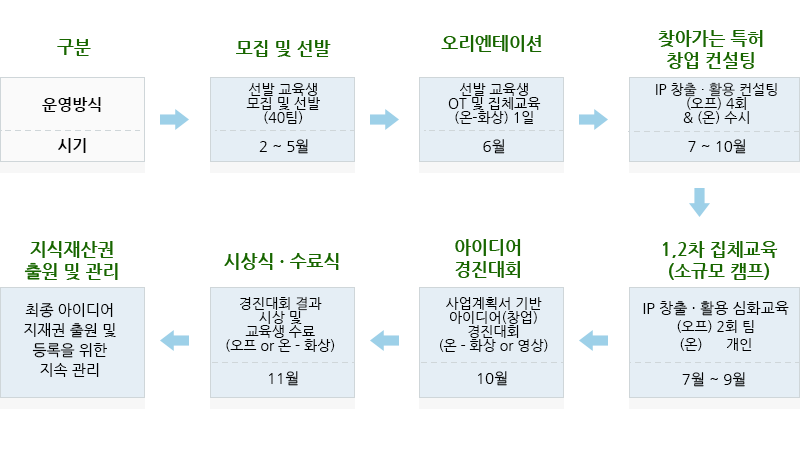 구분
운영방식
시기
모집 및 선발
선발 교육생
모집 및 선발
(40팀)
2 ~ 5월
오리엔테이션
선발 교육생
OT 및 집체교육
(온-화상) 1일
6월
찾아가는 특허
창업 컨설팅
IP 창출 · 활용 컨설팅
(오프) 4회
& (온) 수시
7 ~ 10월
1,2차 집체교육
(소규모 캠프)
IP 창출 · 활용 심화교육
(오프) 2회 팀
(온) 개인
7월 ~ 9월
아이디어
경진대회
사업계획서 기반
아이디어(창업)
경진대회
(온 - 화상 or 영상)
10월
시상식 · 수료식
경진대회 결과
시상 및
교육생 수료
(오프 or 온 - 화상)
11월
지식재산권
출원 및 관리
최종 아이디어
지재권 출원 및
등록을 위한
지속 관리